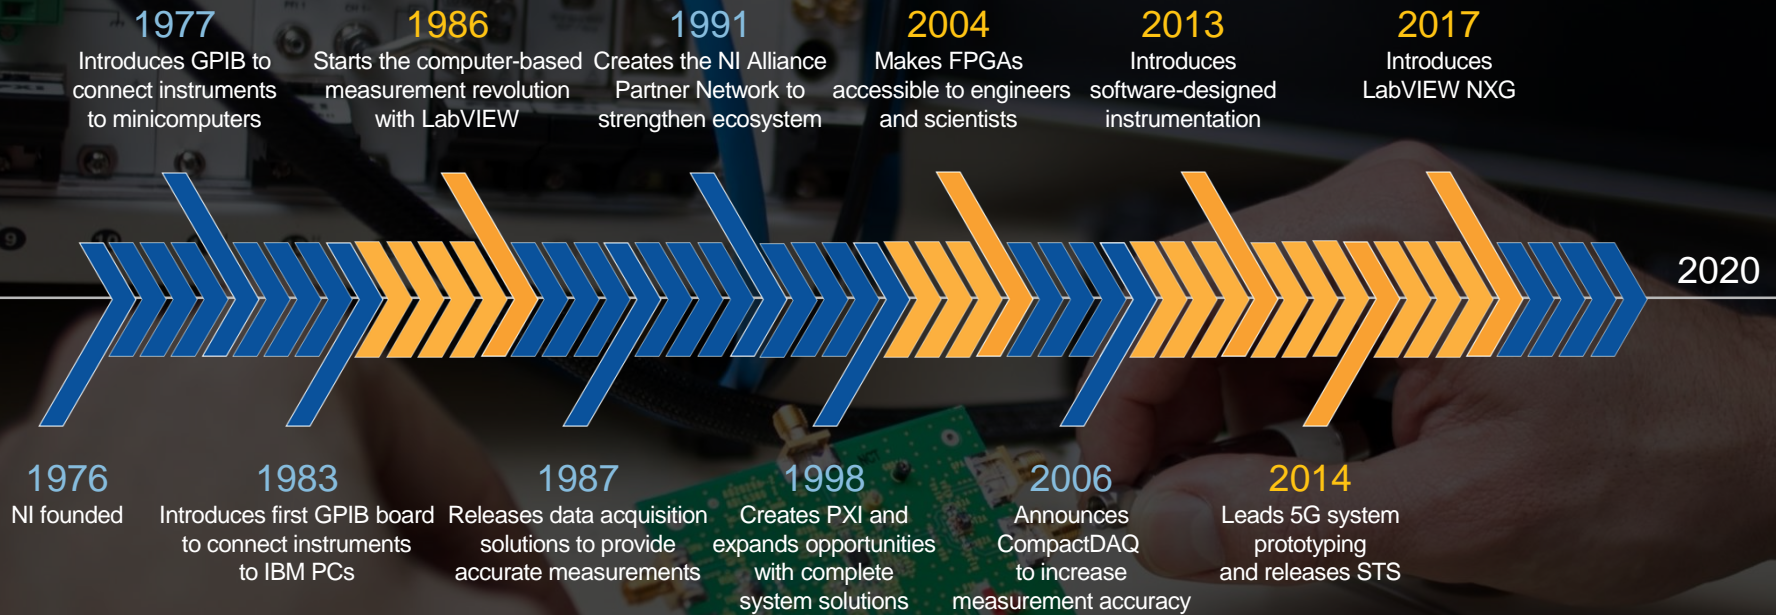 1977
Introduces GPIB to
connect instruments
to minicomputers
1986
Starts the computer-based
measurement revolution
with LabVIEW
1991
Creates the NI Alliance
Partner Network to
strengthen ecosystem
2004
Makes FPGAs
accessible to engineers
and scientists
2013
Introduces
software-designed
instrumentation
2017
Introduces
LabVIEW NXG
2020
1976
NI founded
1983
Introduces first GPIB board
to connect instruments
to IBM PCs
1987
Releases data acquisition
solutions to provide
accurate measurements
1998
Creates PXI and
expands opportunities
with complete
system solutions
2006
Announces
CompactDAQ
to increase
measurement accuracy
2014
Leads 5G system
prototyping
and releases STS